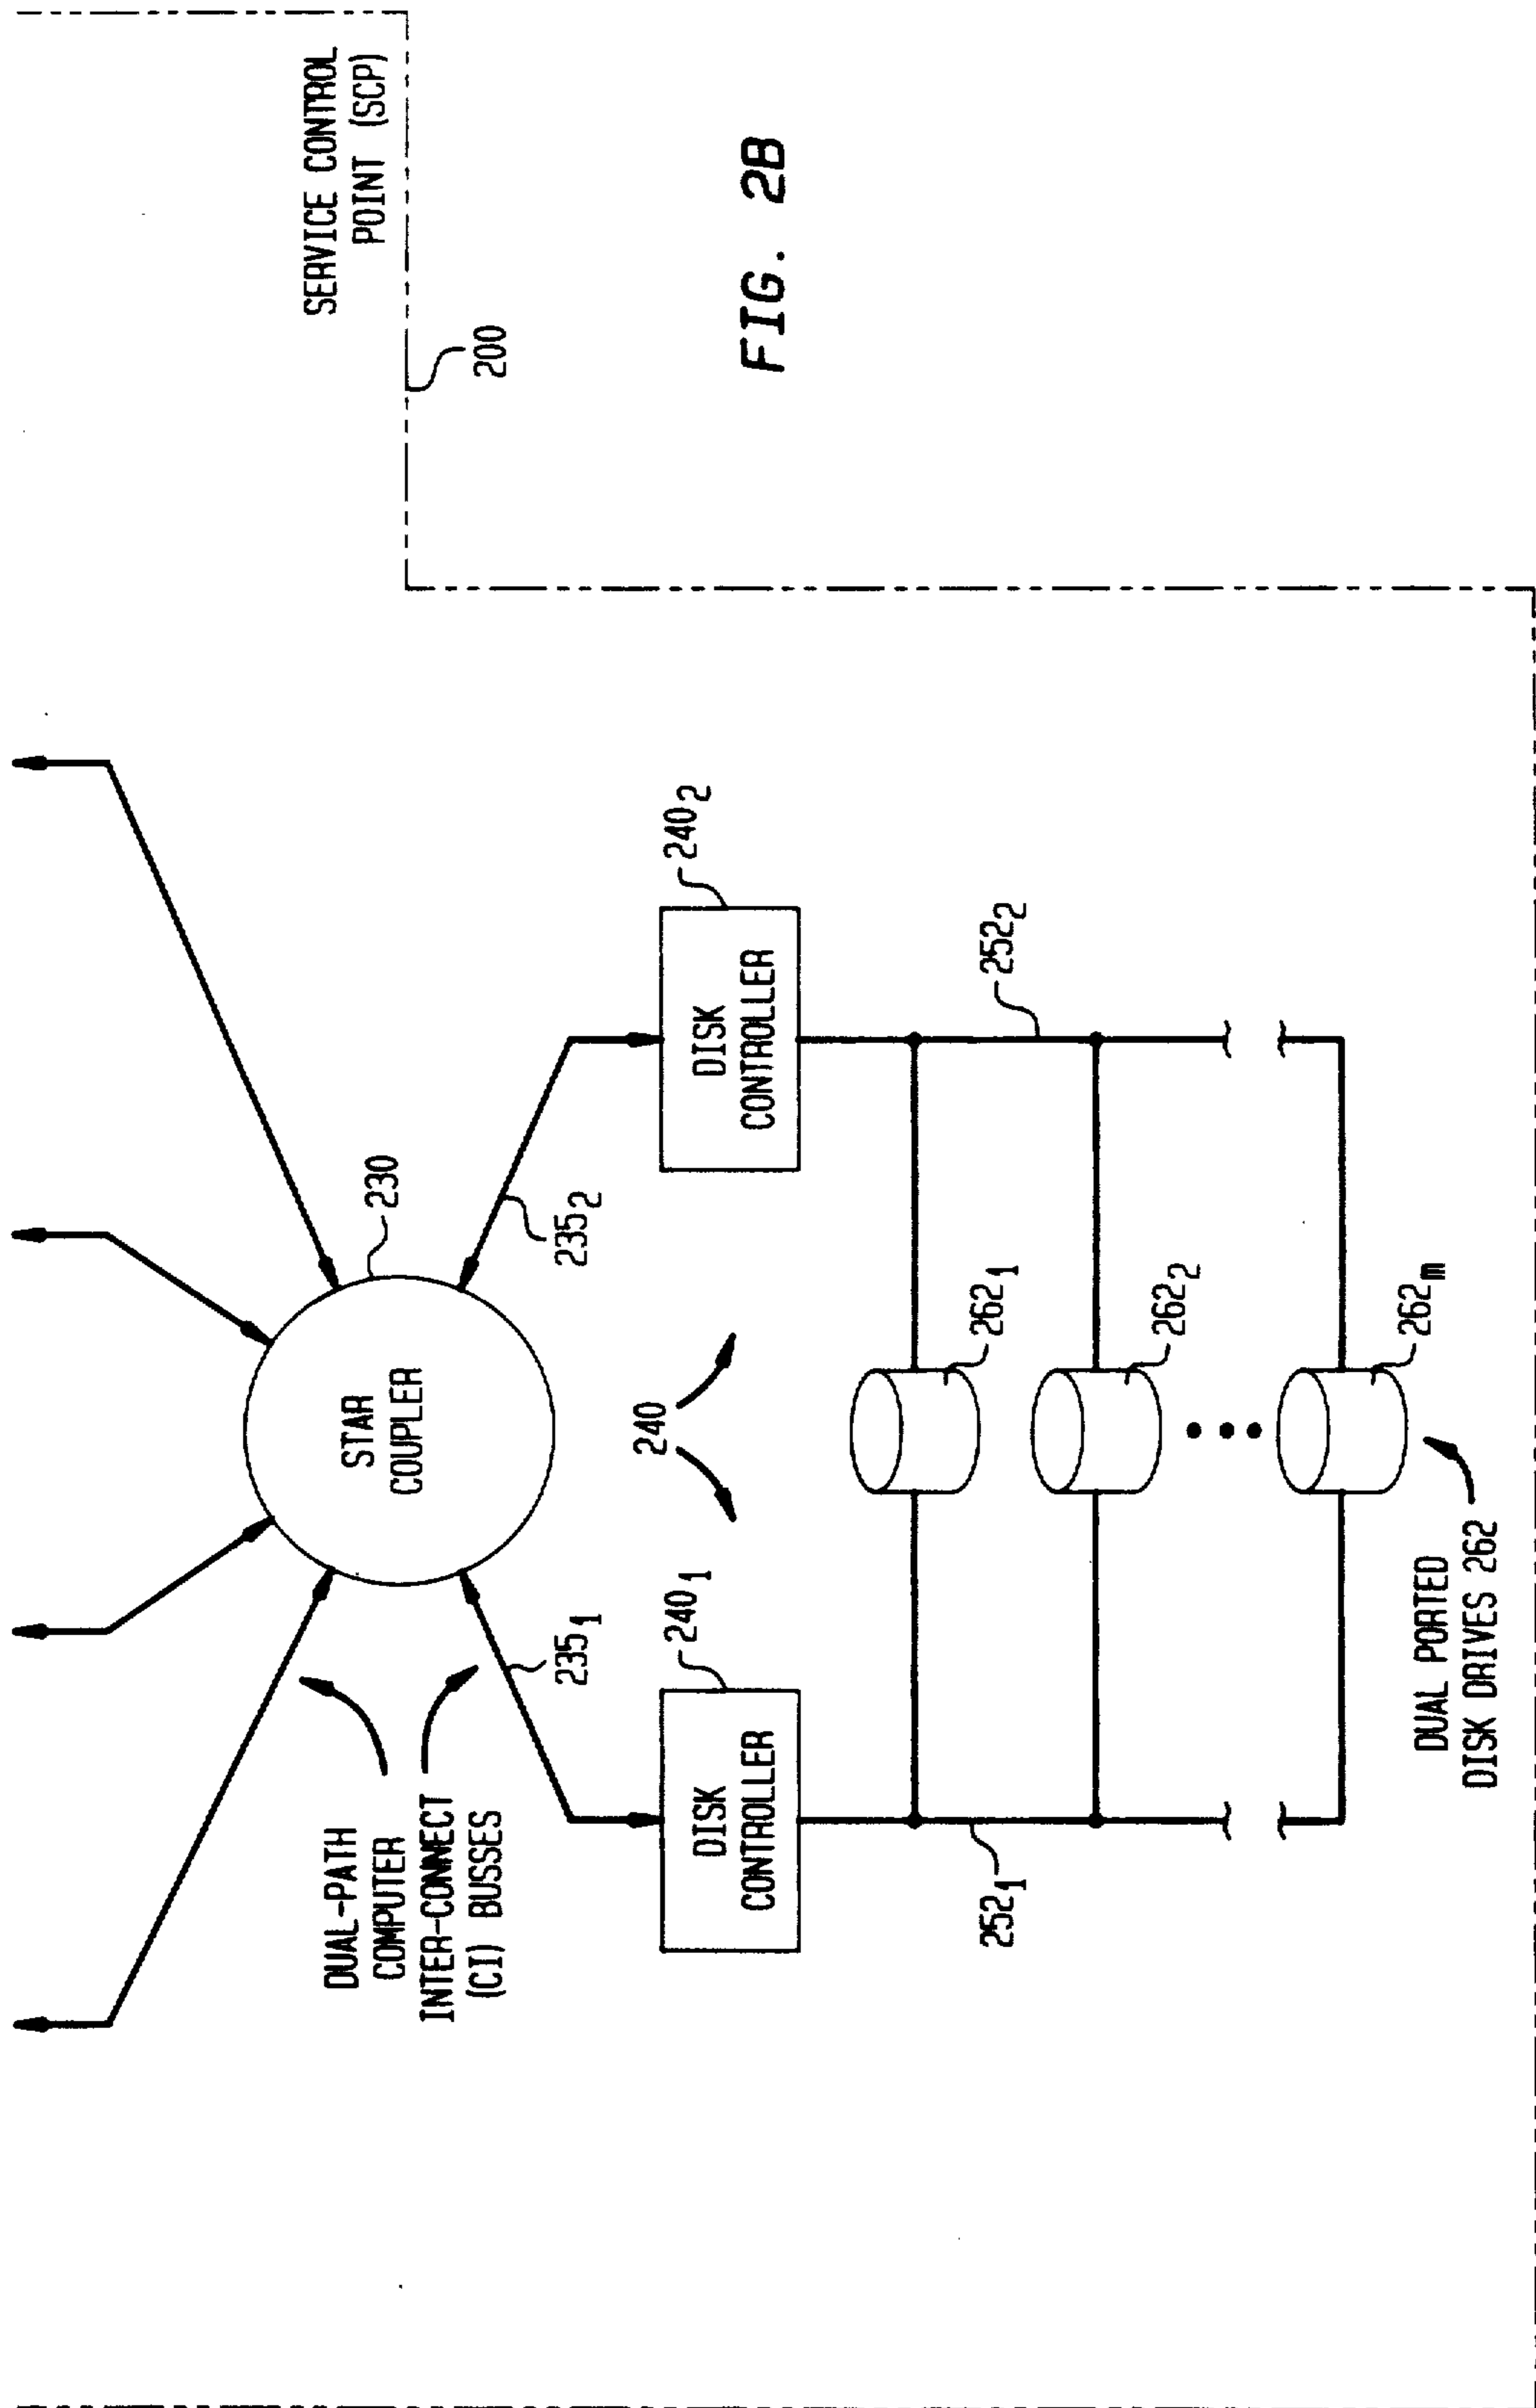 SERVICE CONTROL
POINT (SCP)
200
FIG. 2B
230
STAR
COUPLER
DUAL-PATH
COMPUTER
INTER-CONNECT
(CI) BUSSES
235₁
235₂
240
240₁
DISK
CONTROLLER
240₂
DISK
CONTROLLER
252₁
252₂
262₁
262₂
262ₘ
DUAL PORTED
DISK DRIVES 262